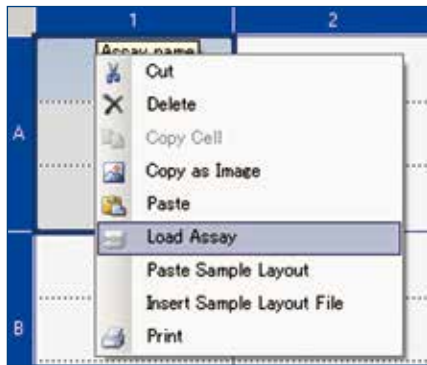 1 2
Assay name
A
Cut
Delete
Copy Cell
Copy as Image
Paste
Load Assay
Paste Sample Layout
Insert Sample Layout File
B
Print